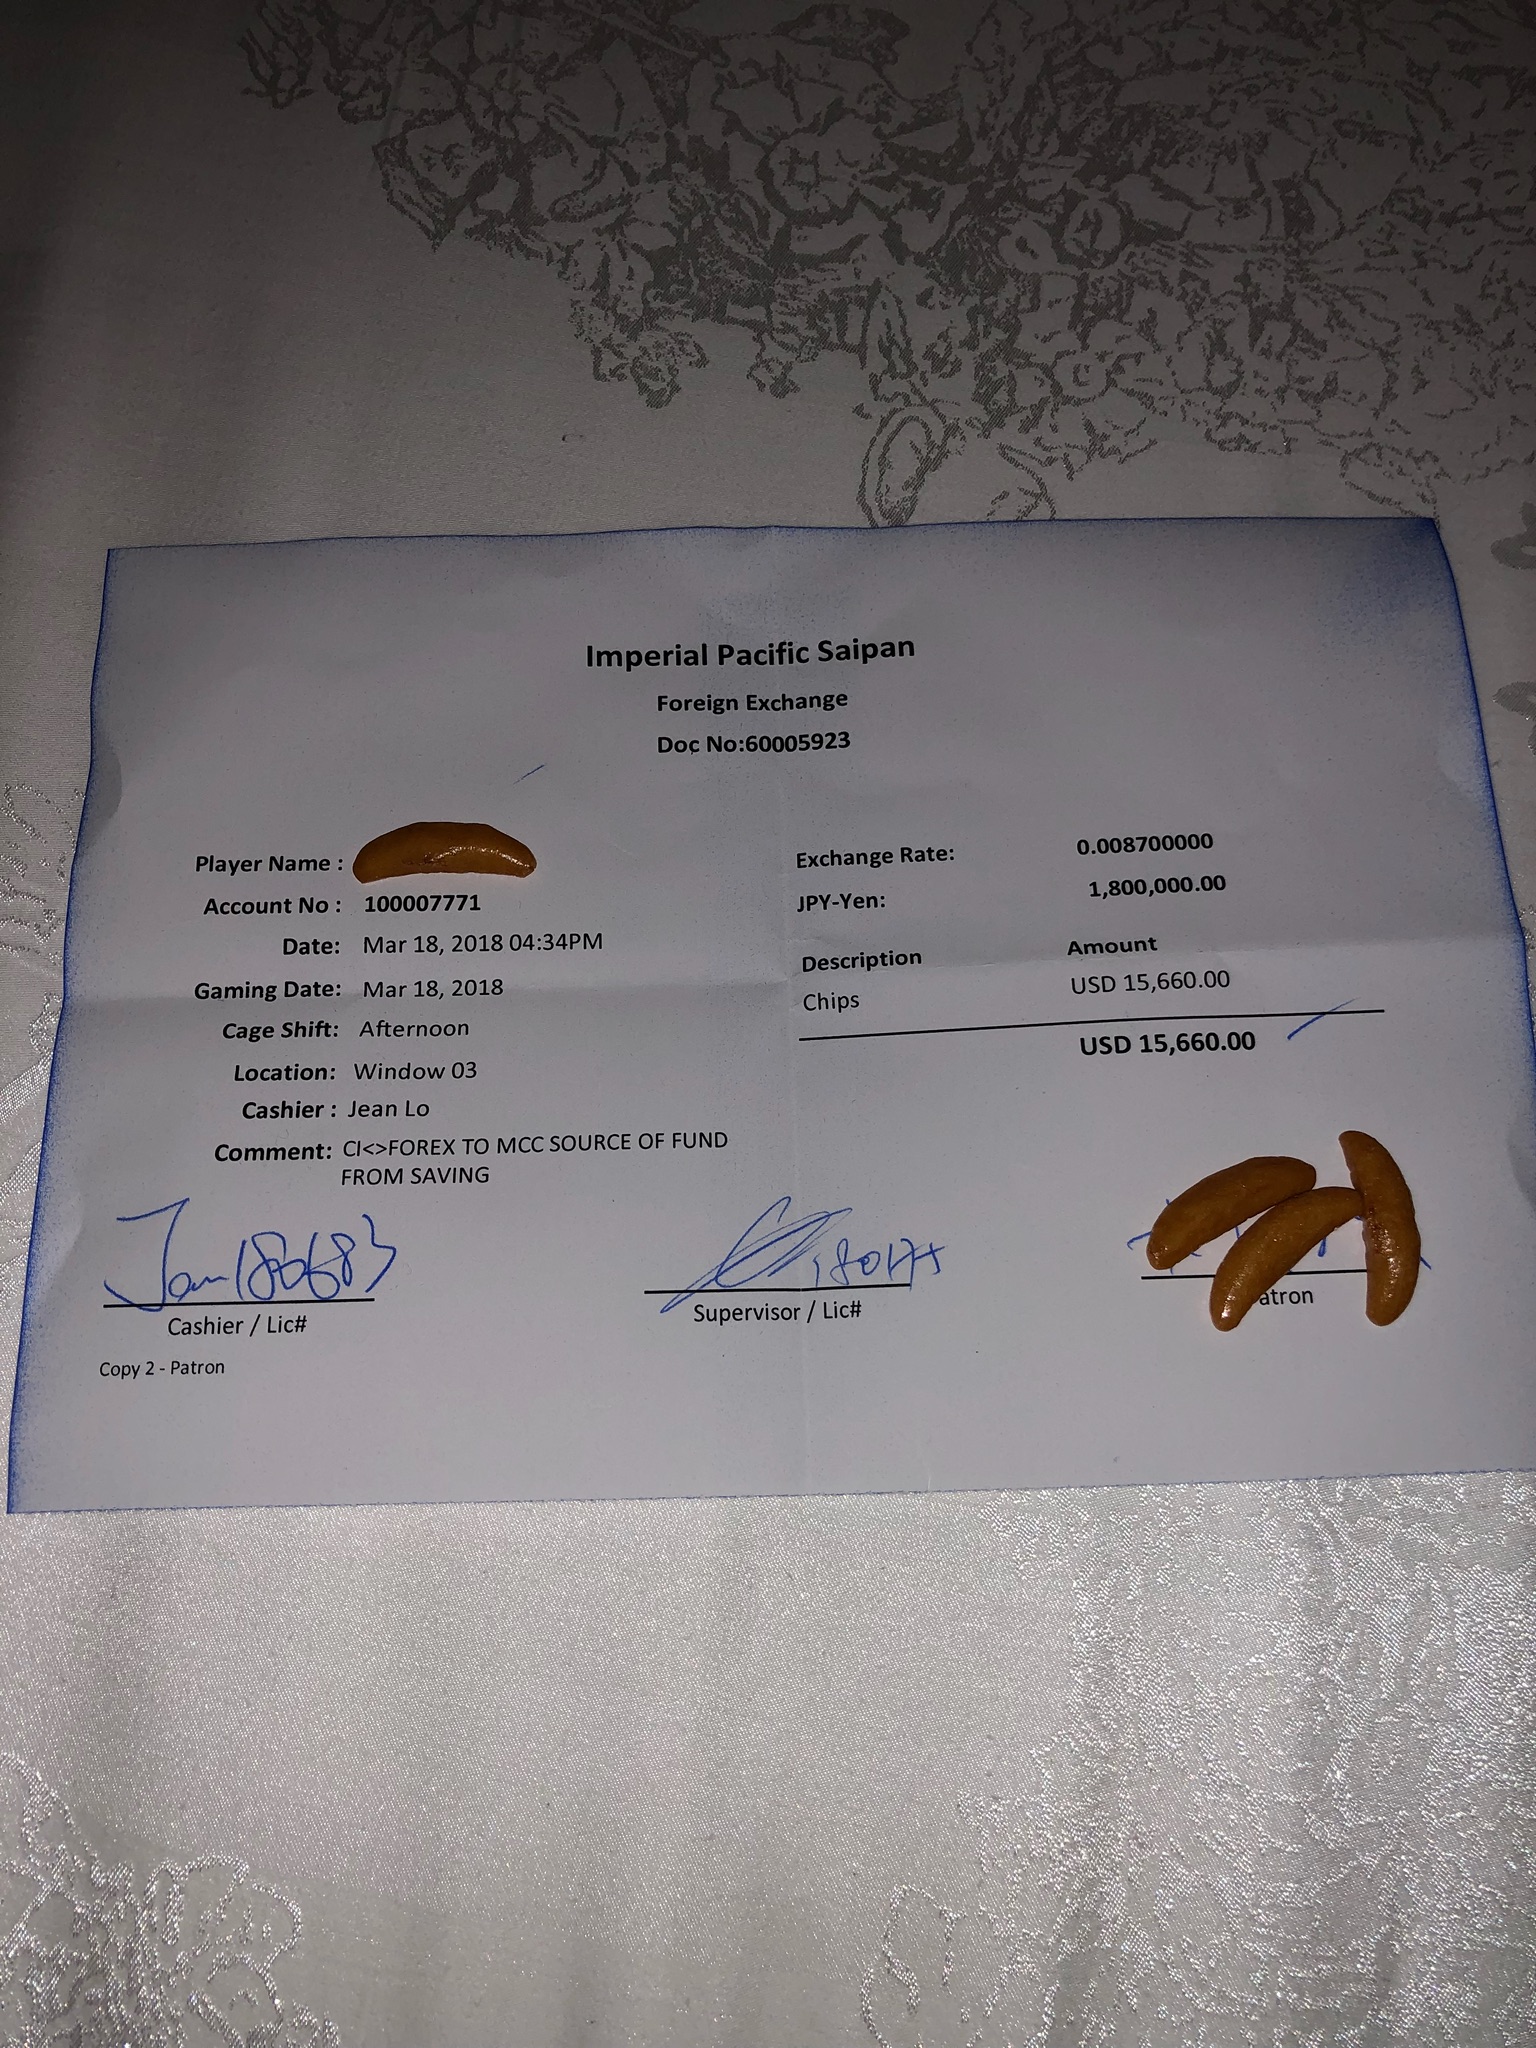 Imperial Pacific Saipan
Foreign Exchange
Doc No:60005923
Player Name :
Account No : 100007771
Date: Mar 18, 2018 04:34PM
Gaming Date: Mar 18, 2018
Cage Shift: Afternoon
Location: Window 03
Cashier : Jean Lo
Comment: CI<>FOREX TO MCC SOURCE OF FUND
FROM SAVING
Exchange Rate: 0.008700000
JPY-Yen: 1,800,000.00
Description Amount
Chips USD 15,660.00
USD 15,660.00
Cashier / Lic#
Supervisor / Lic#
atron
Copy 2 - Patron